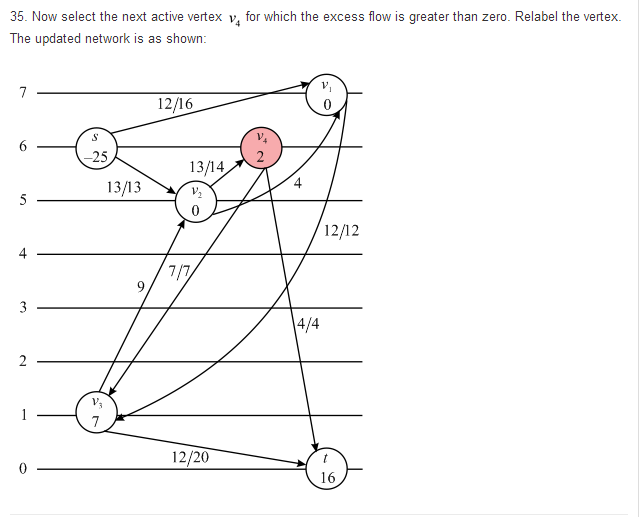 35. Now select the next active vertex v4 for which the excess flow is greater than zero. Relabel the vertex.
The updated network is as shown:
7
12/16
v1
0
6
s
-25
v4
2
13/14
4
5
13/13
v2
0
12/12
4
7/7
9
3
4/4
2
v3
1
7
12/20
t
0
16